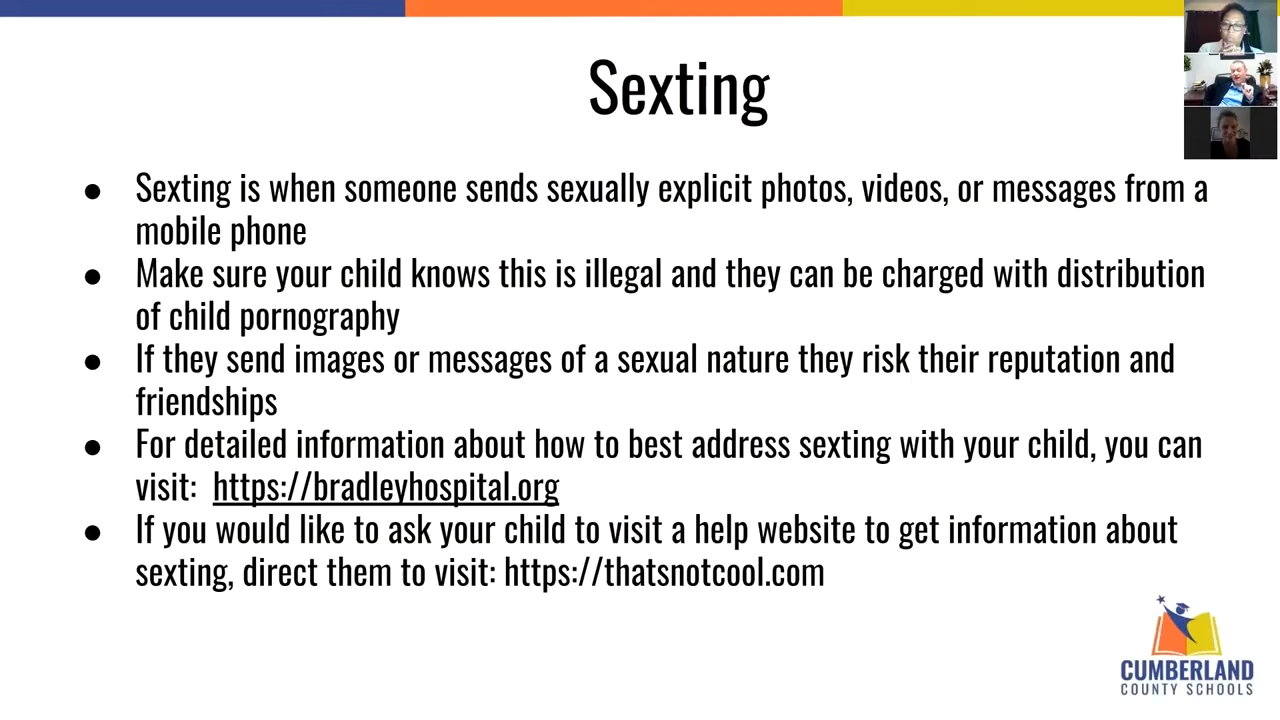 Sexting
● Sexting is when someone sends sexually explicit photos, videos, or messages from a
mobile phone
● Make sure your child knows this is illegal and they can be charged with distribution
of child pornography
● If they send images or messages of a sexual nature they risk their reputation and
friendships
● For detailed information about how to best address sexting with your child, you can
visit: https://bradleyhospital.org
● If you would like to ask your child to visit a help website to get information about
sexting, direct them to visit: https://thatsnotcool.com
CUMBERLAND
COUNTY SCHOOLS